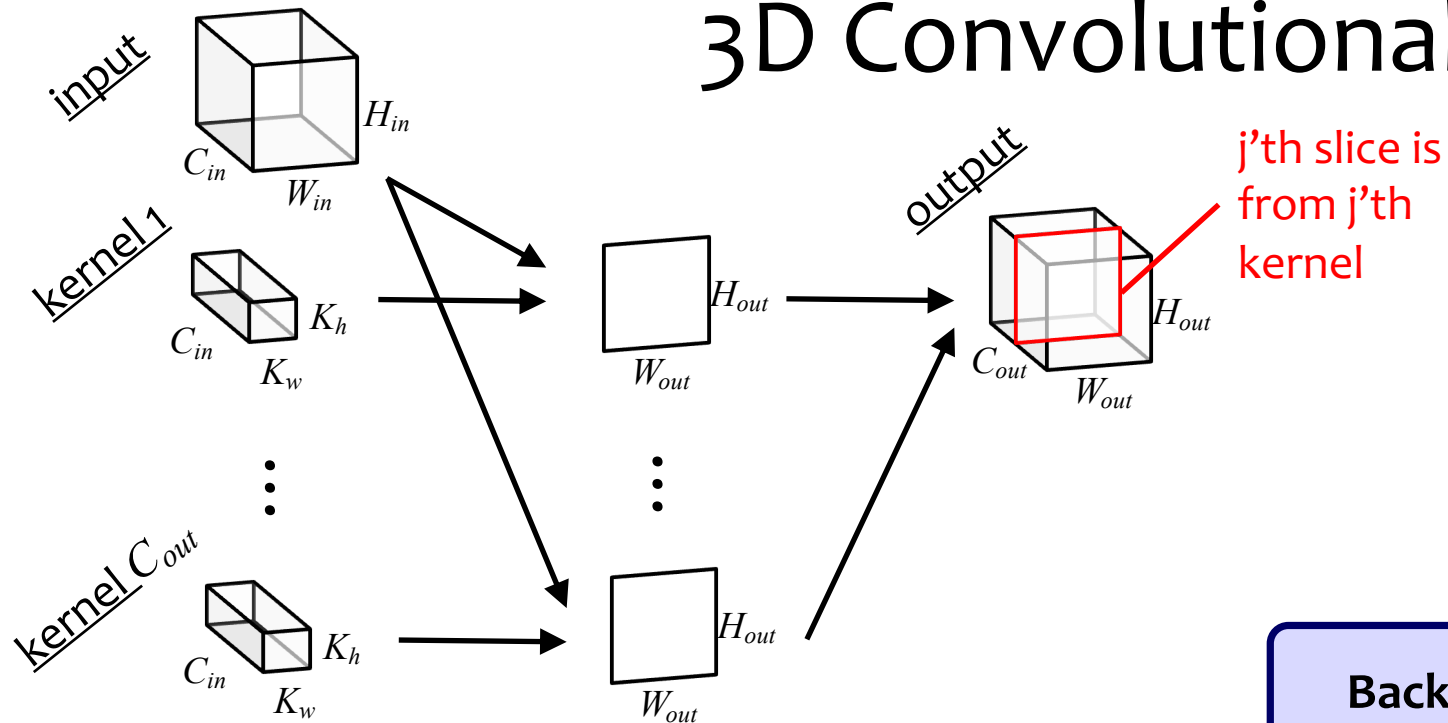 3D Convolutional
input
H_in
C_in
W_in
kernel 1
K_h
C_in
K_w
H_out
W_out
output
j'th slice is
from j'th
kernel
H_out
C_out
W_out
⋮
⋮
kernel C_out
K_h
C_in
K_w
H_out
W_out
Back